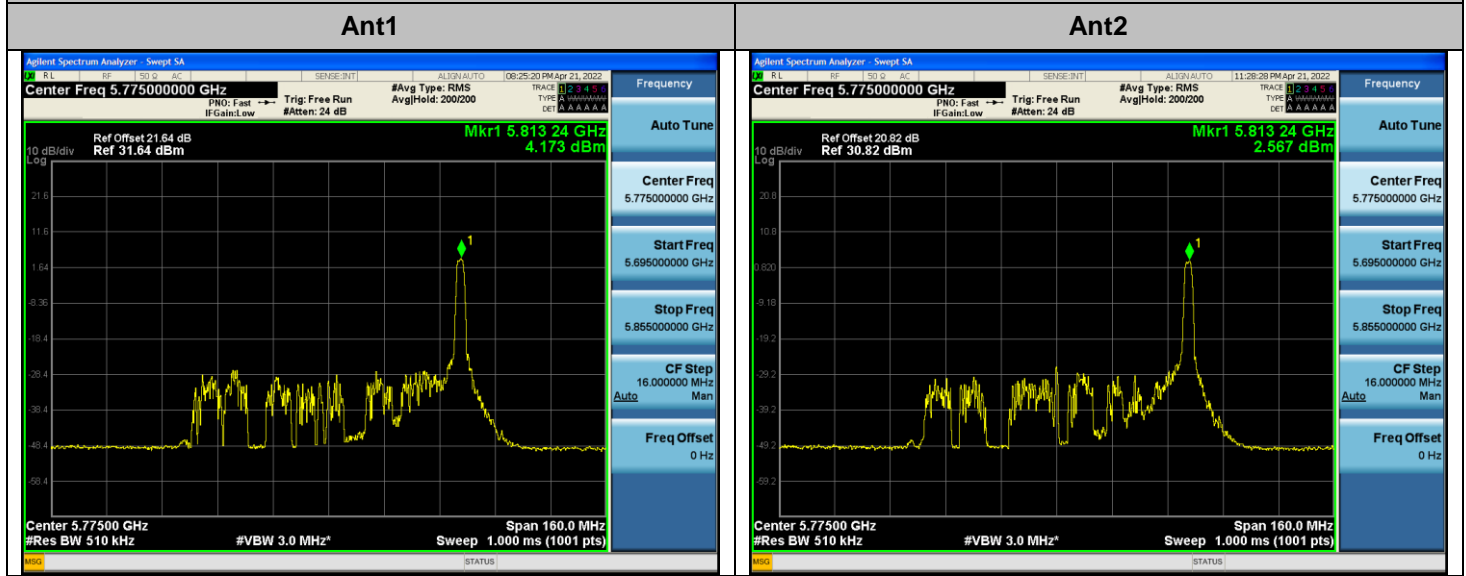 Ant1
Agilent Spectrum Analyzer - Swept SA
RL RF 50 Ω AC SENSE:INT ALIGN AUTO 08:25:20 PM Apr 21, 2022
Center Freq 5.775000000 GHz #Avg Type: RMS TRACE 1 2 3 4 5 6
PNO: Fast Trig: Free Run Avg|Hold: 200/200 TYPE A
IFGain:Low #Atten: 24 dB DET A A A A A A
Mkr1 5.813 24 GHz
4.173 dBm
Ref Offset 21.64 dB
10 dB/div Ref 31.64 dBm
Log
21.6
11.6
1.64
-8.36
-18.4
-28.4
-38.4
-48.4
-58.4
1
Center 5.77500 GHz Span 160.0 MHz
#Res BW 510 kHz #VBW 3.0 MHz* Sweep 1.000 ms (1001 pts)
MSG STATUS
Frequency
Auto Tune
Center Freq
5.775000000 GHz
Start Freq
5.695000000 GHz
Stop Freq
5.855000000 GHz
CF Step
16.000000 MHz
Auto Man
Freq Offset
0 Hz
Ant2
Agilent Spectrum Analyzer - Swept SA
RL RF 50 Ω AC SENSE:INT ALIGN AUTO 11:28:28 PM Apr 21, 2022
Center Freq 5.775000000 GHz #Avg Type: RMS TRACE 1 2 3 4 5 6
PNO: Fast Trig: Free Run Avg|Hold: 200/200 TYPE A
IFGain:Low #Atten: 24 dB DET A A A A A A
Mkr1 5.813 24 GHz
2.567 dBm
Ref Offset 20.82 dB
10 dB/div Ref 30.82 dBm
Log
20.8
10.8
0.820
-9.18
-19.2
-29.2
-39.2
-49.2
-59.2
1
Center 5.77500 GHz Span 160.0 MHz
#Res BW 510 kHz #VBW 3.0 MHz* Sweep 1.000 ms (1001 pts)
MSG STATUS
Frequency
Auto Tune
Center Freq
5.775000000 GHz
Start Freq
5.695000000 GHz
Stop Freq
5.855000000 GHz
CF Step
16.000000 MHz
Auto Man
Freq Offset
0 Hz